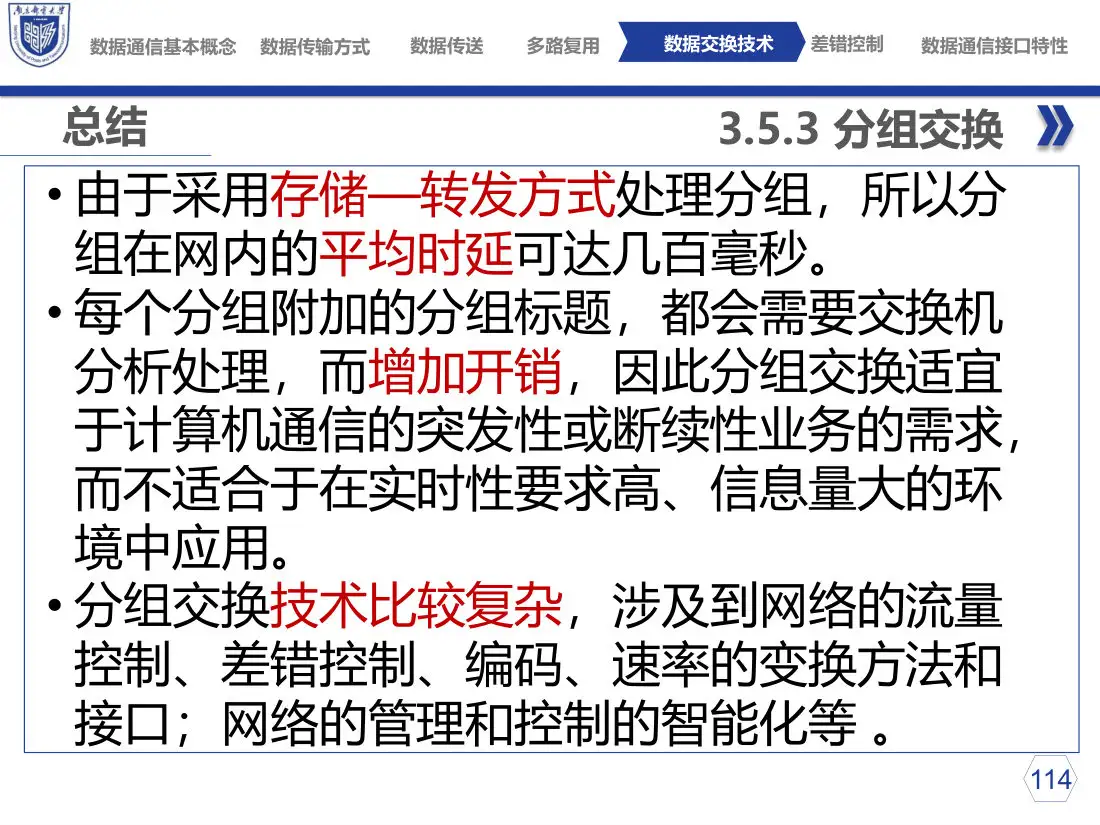 数据通信基本概念 数据传输方式 数据传送 多路复用 数据交换技术 差错控制 数据通信接口特性
总结
3.5.3 分组交换
•由于采用存储—转发方式处理分组，所以分
组在网内的平均时延可达几百毫秒。
•每个分组附加的分组标题，都会需要交换机
分析处理，而增加开销，因此分组交换适宜
于计算机通信的突发性或断续性业务的需求，
而不适合于在实时性要求高、信息量大的环
境中应用。
•分组交换技术比较复杂，涉及到网络的流量
控制、差错控制、编码、速率的变换方法和
接口；网络的管理和控制的智能化等 。
114